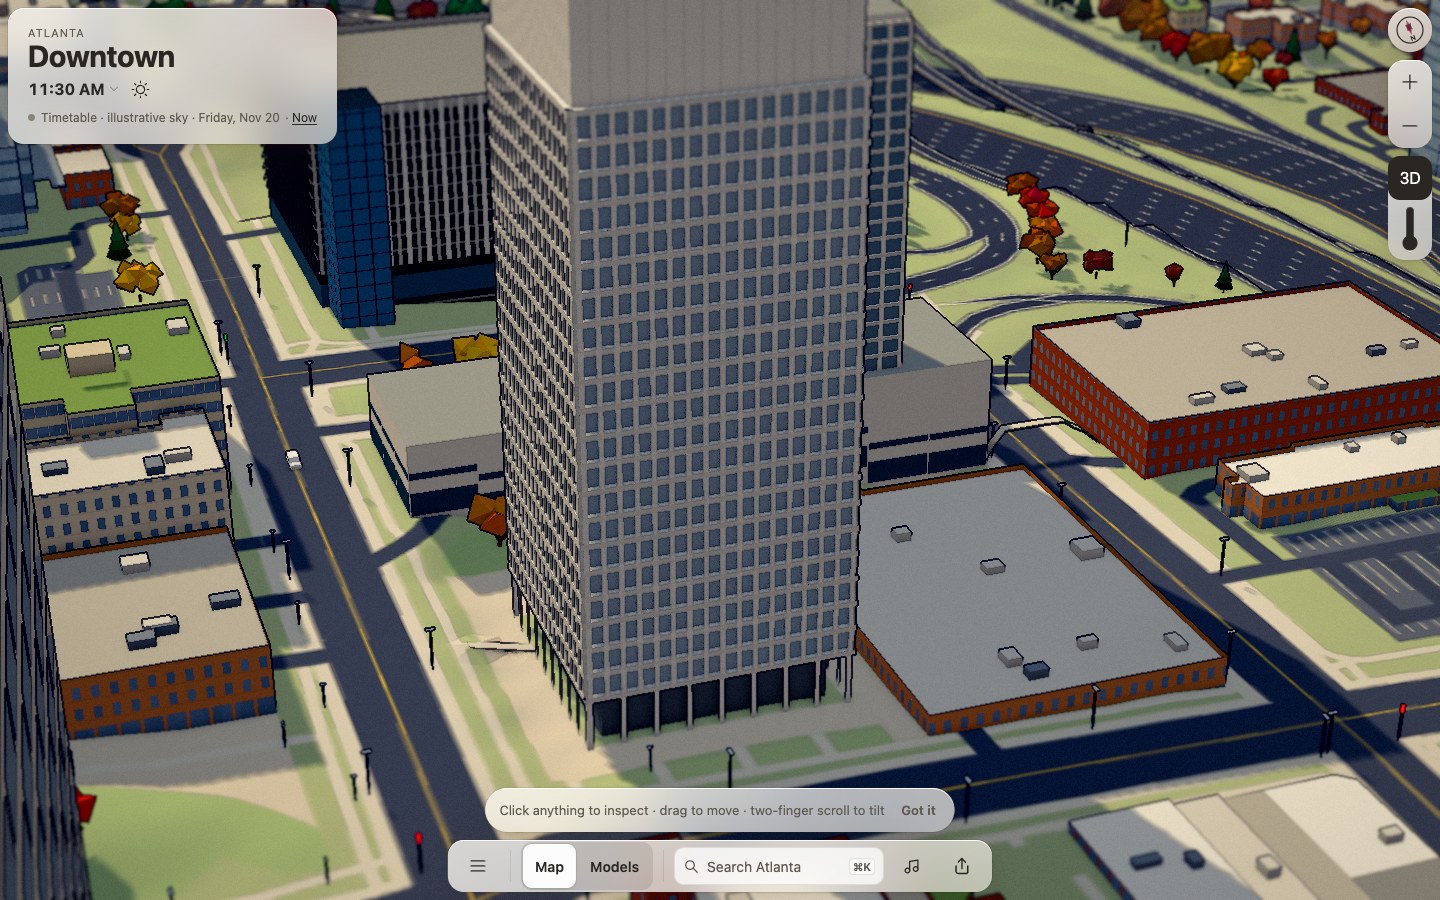 ATLANTA
Downtown
11:30 AM
Timetable · illustrative sky · Friday, Nov 20 · Now
N
+
−
3D
Click anything to inspect · drag to move · two-finger scroll to tilt Got it
Map Models Search Atlanta ⌘K